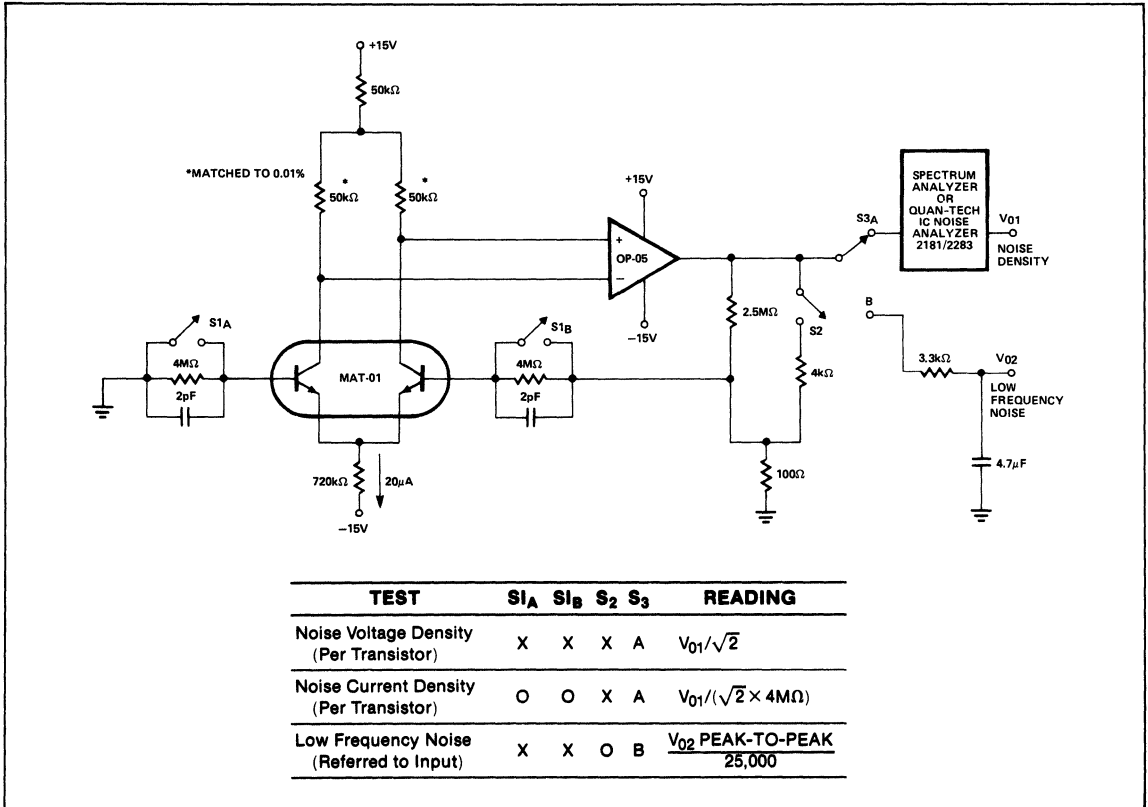 +15V
50kΩ
*MATCHED TO 0.01%
*
50kΩ
*
50kΩ
+15V
+
OP-05
−
−15V
SPECTRUM
ANALYZER
OR
QUAN-TECH
IC NOISE
ANALYZER
2181/2283
S3A
V01
NOISE
DENSITY
2.5MΩ
S2
B
4kΩ
3.3kΩ
V02
LOW
FREQUENCY
NOISE
4.7μF
100Ω
S1A
4MΩ
2pF
MAT-01
S1B
4MΩ
2pF
720kΩ
20μA
−15V
TEST SIA SIB S2 S3 READING
Noise Voltage Density
(Per Transistor) X X X A V01/√2
Noise Current Density
(Per Transistor) O O X A V01/(√2 × 4MΩ)
Low Frequency Noise
(Referred to Input) X X O B V02 PEAK-TO-PEAK
25,000